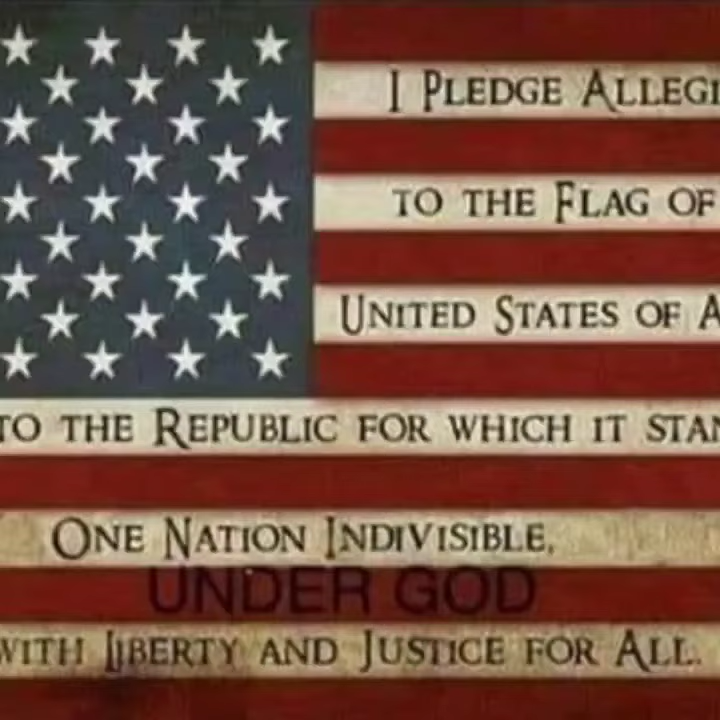 I PLEDGE ALLEGI
TO THE FLAG OF
UNITED STATES OF A
TO THE REPUBLIC FOR WHICH IT STAN
ONE NATION INDIVISIBLE,
UNDER GOD
WITH LIBERTY AND JUSTICE FOR ALL.